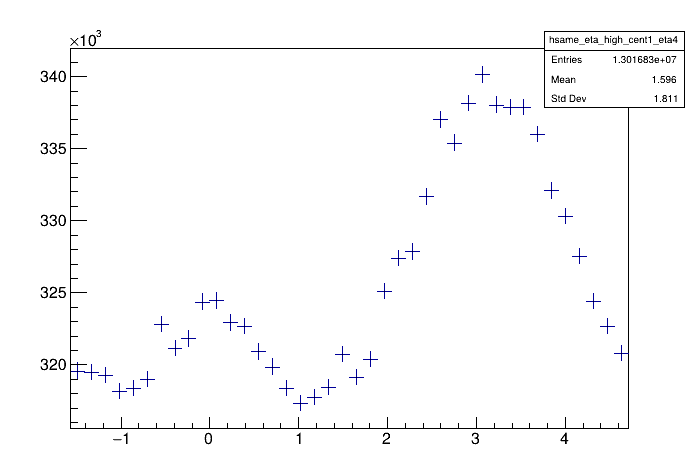 ×10³
hsame_eta_high_cent1_eta4
Entries 1.301683e+07
Mean 1.596
Std Dev 1.811
340
335
330
325
320
−1 0 1 2 3 4